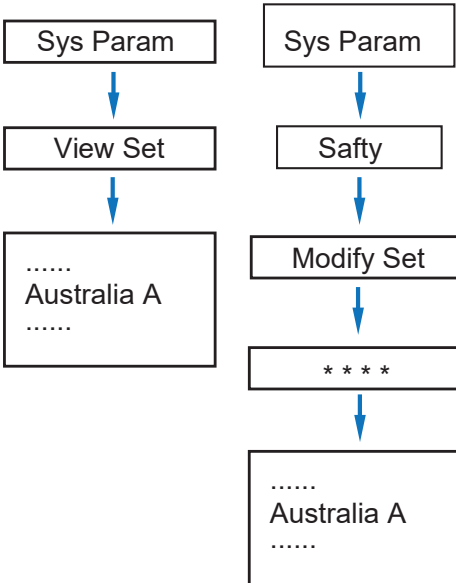 Sys Param
View Set
......
Australia A
......
Sys Param
Safty
Modify Set
* * * *
......
Australia A
......